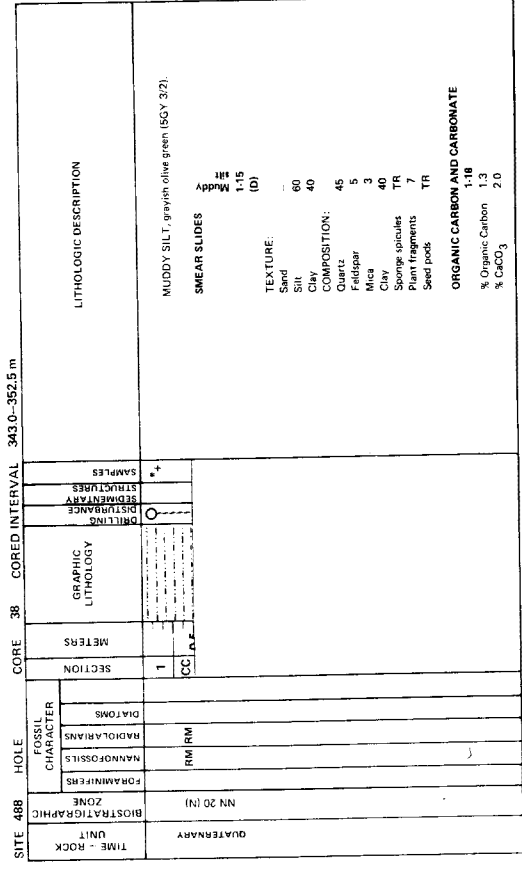 SITE 488 HOLE CORE 38 CORED INTERVAL 343.0–352.5 m
TIME – ROCK UNIT
BIOSTRATIGRAPHIC ZONE
FOSSIL CHARACTER
FORAMINIFERS
NANNOFOSSILS
RADIOLARIANS
DIATOMS
SECTION
METERS
GRAPHIC LITHOLOGY
DRILLING DISTURBANCE
SEDIMENTARY STRUCTURES
SAMPLES
LITHOLOGIC DESCRIPTION
QUATERNARY
NN 20 (N)
RM RM
1
CC
*
+
MUDDY SILT, grayish olive green (5GY 3/2).
SMEAR SLIDES
Muddy silt
1-15
(D)
TEXTURE:
Sand –
Silt 60
Clay 40
COMPOSITION:
Quartz 45
Feldspar 5
Mica 3
Clay 40
Sponge spicules TR
Plant fragments 7
Seed pods TR
ORGANIC CARBON AND CARBONATE
1-18
% Organic Carbon 1.3
% CaCO3 2.0